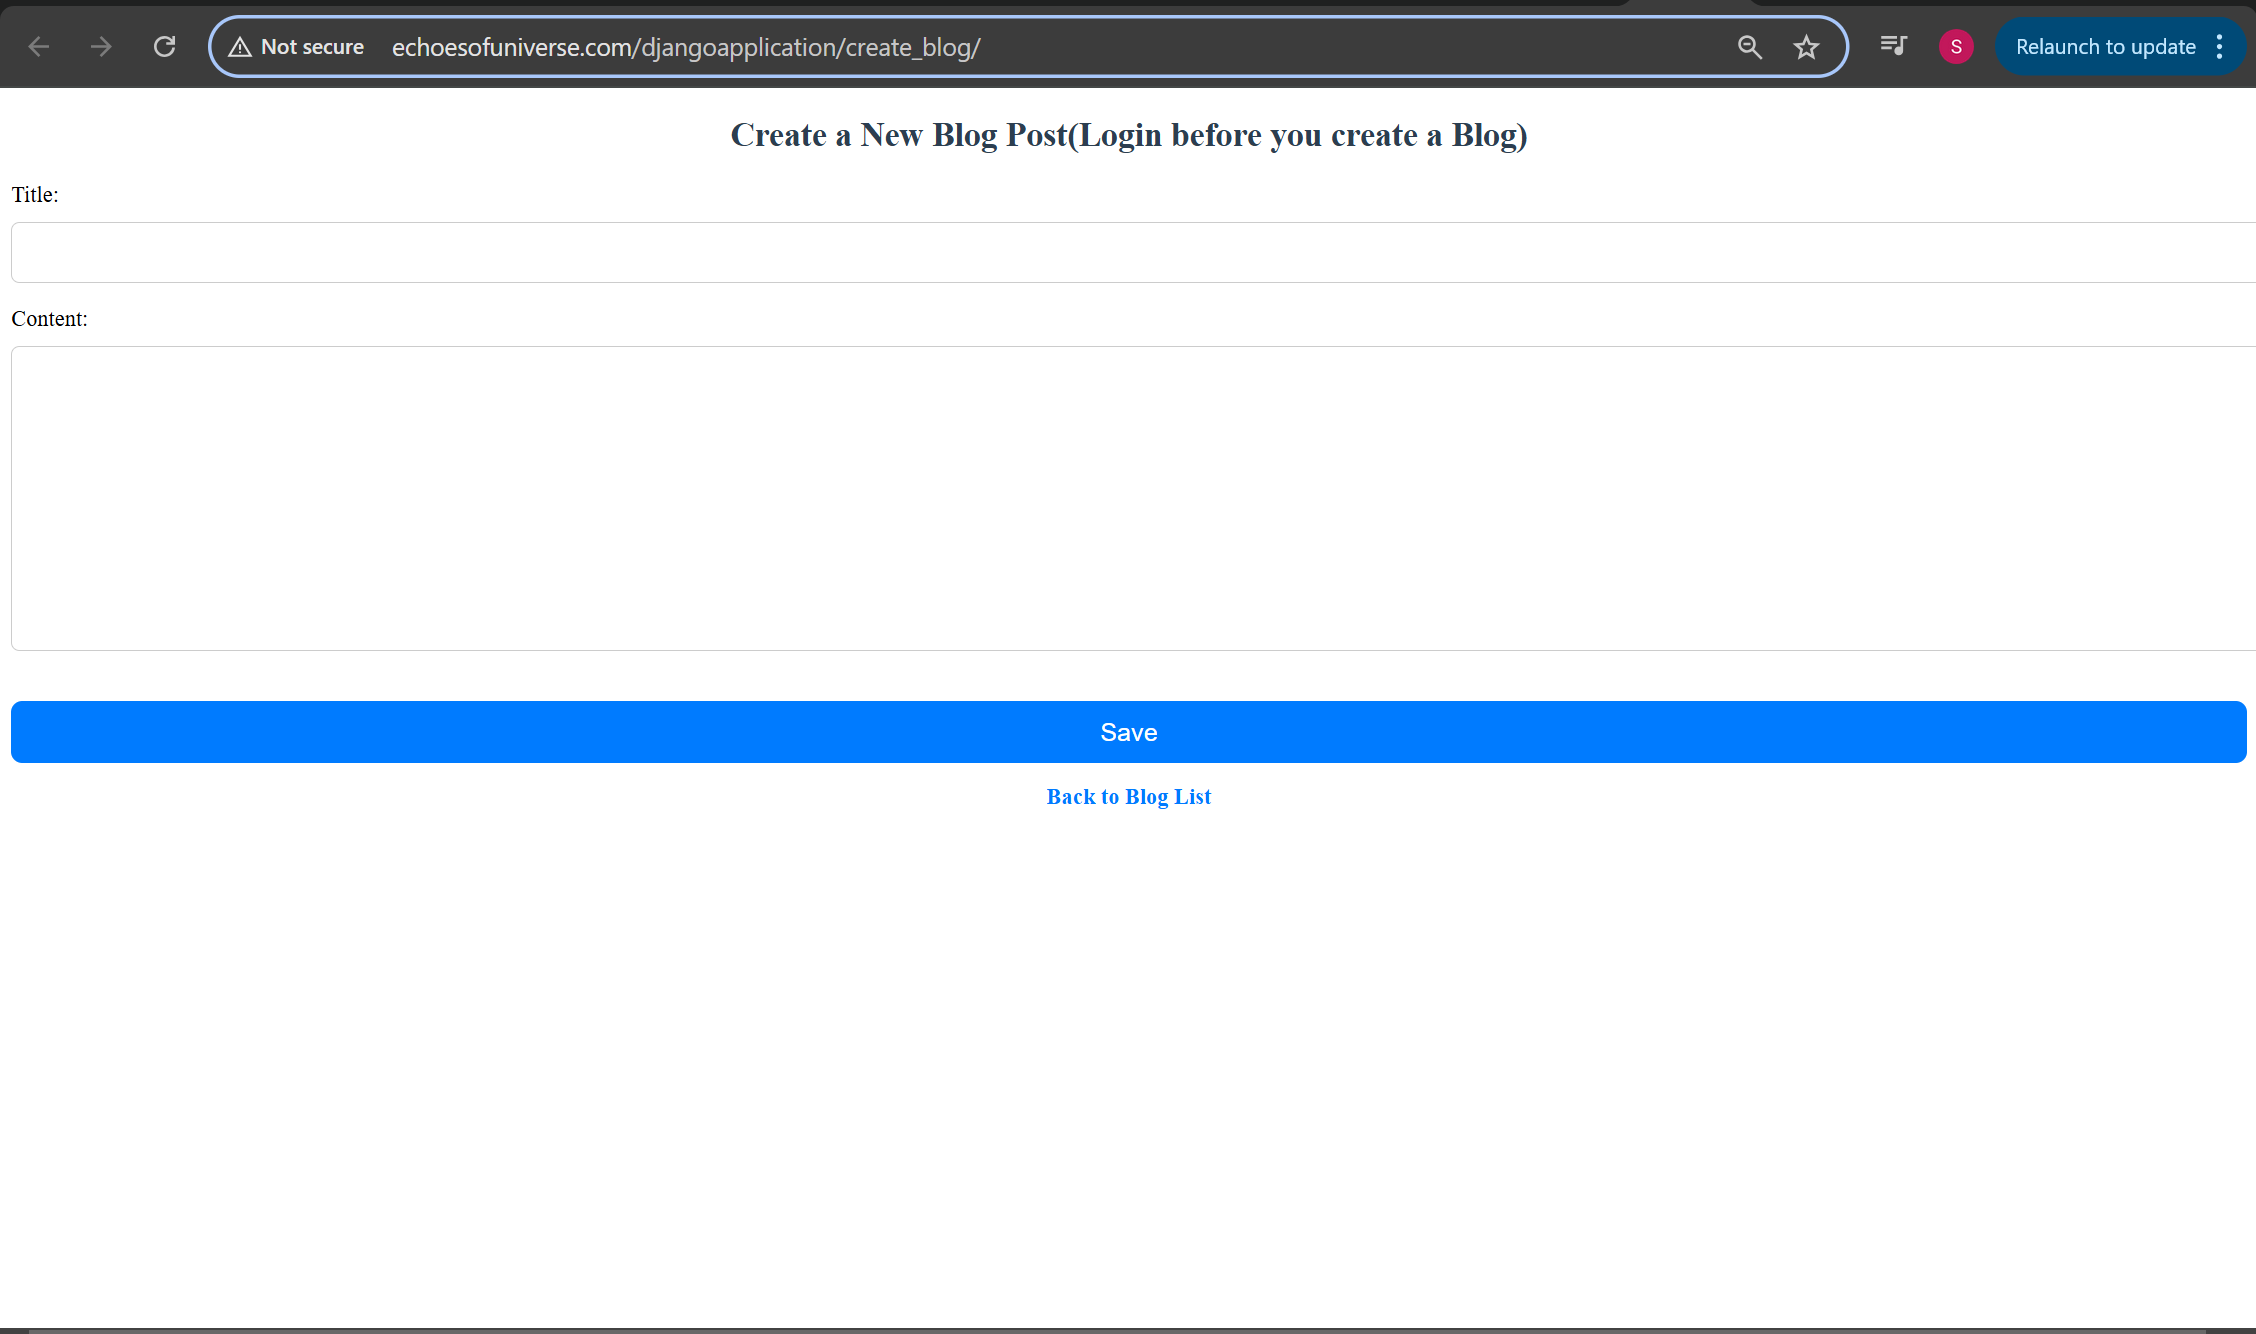 Not secure echoesofuniverse.com/djangoapplication/create_blog/ S Relaunch to update
Create a New Blog Post(Login before you create a Blog)
Title:
Content:
Save
Back to Blog List